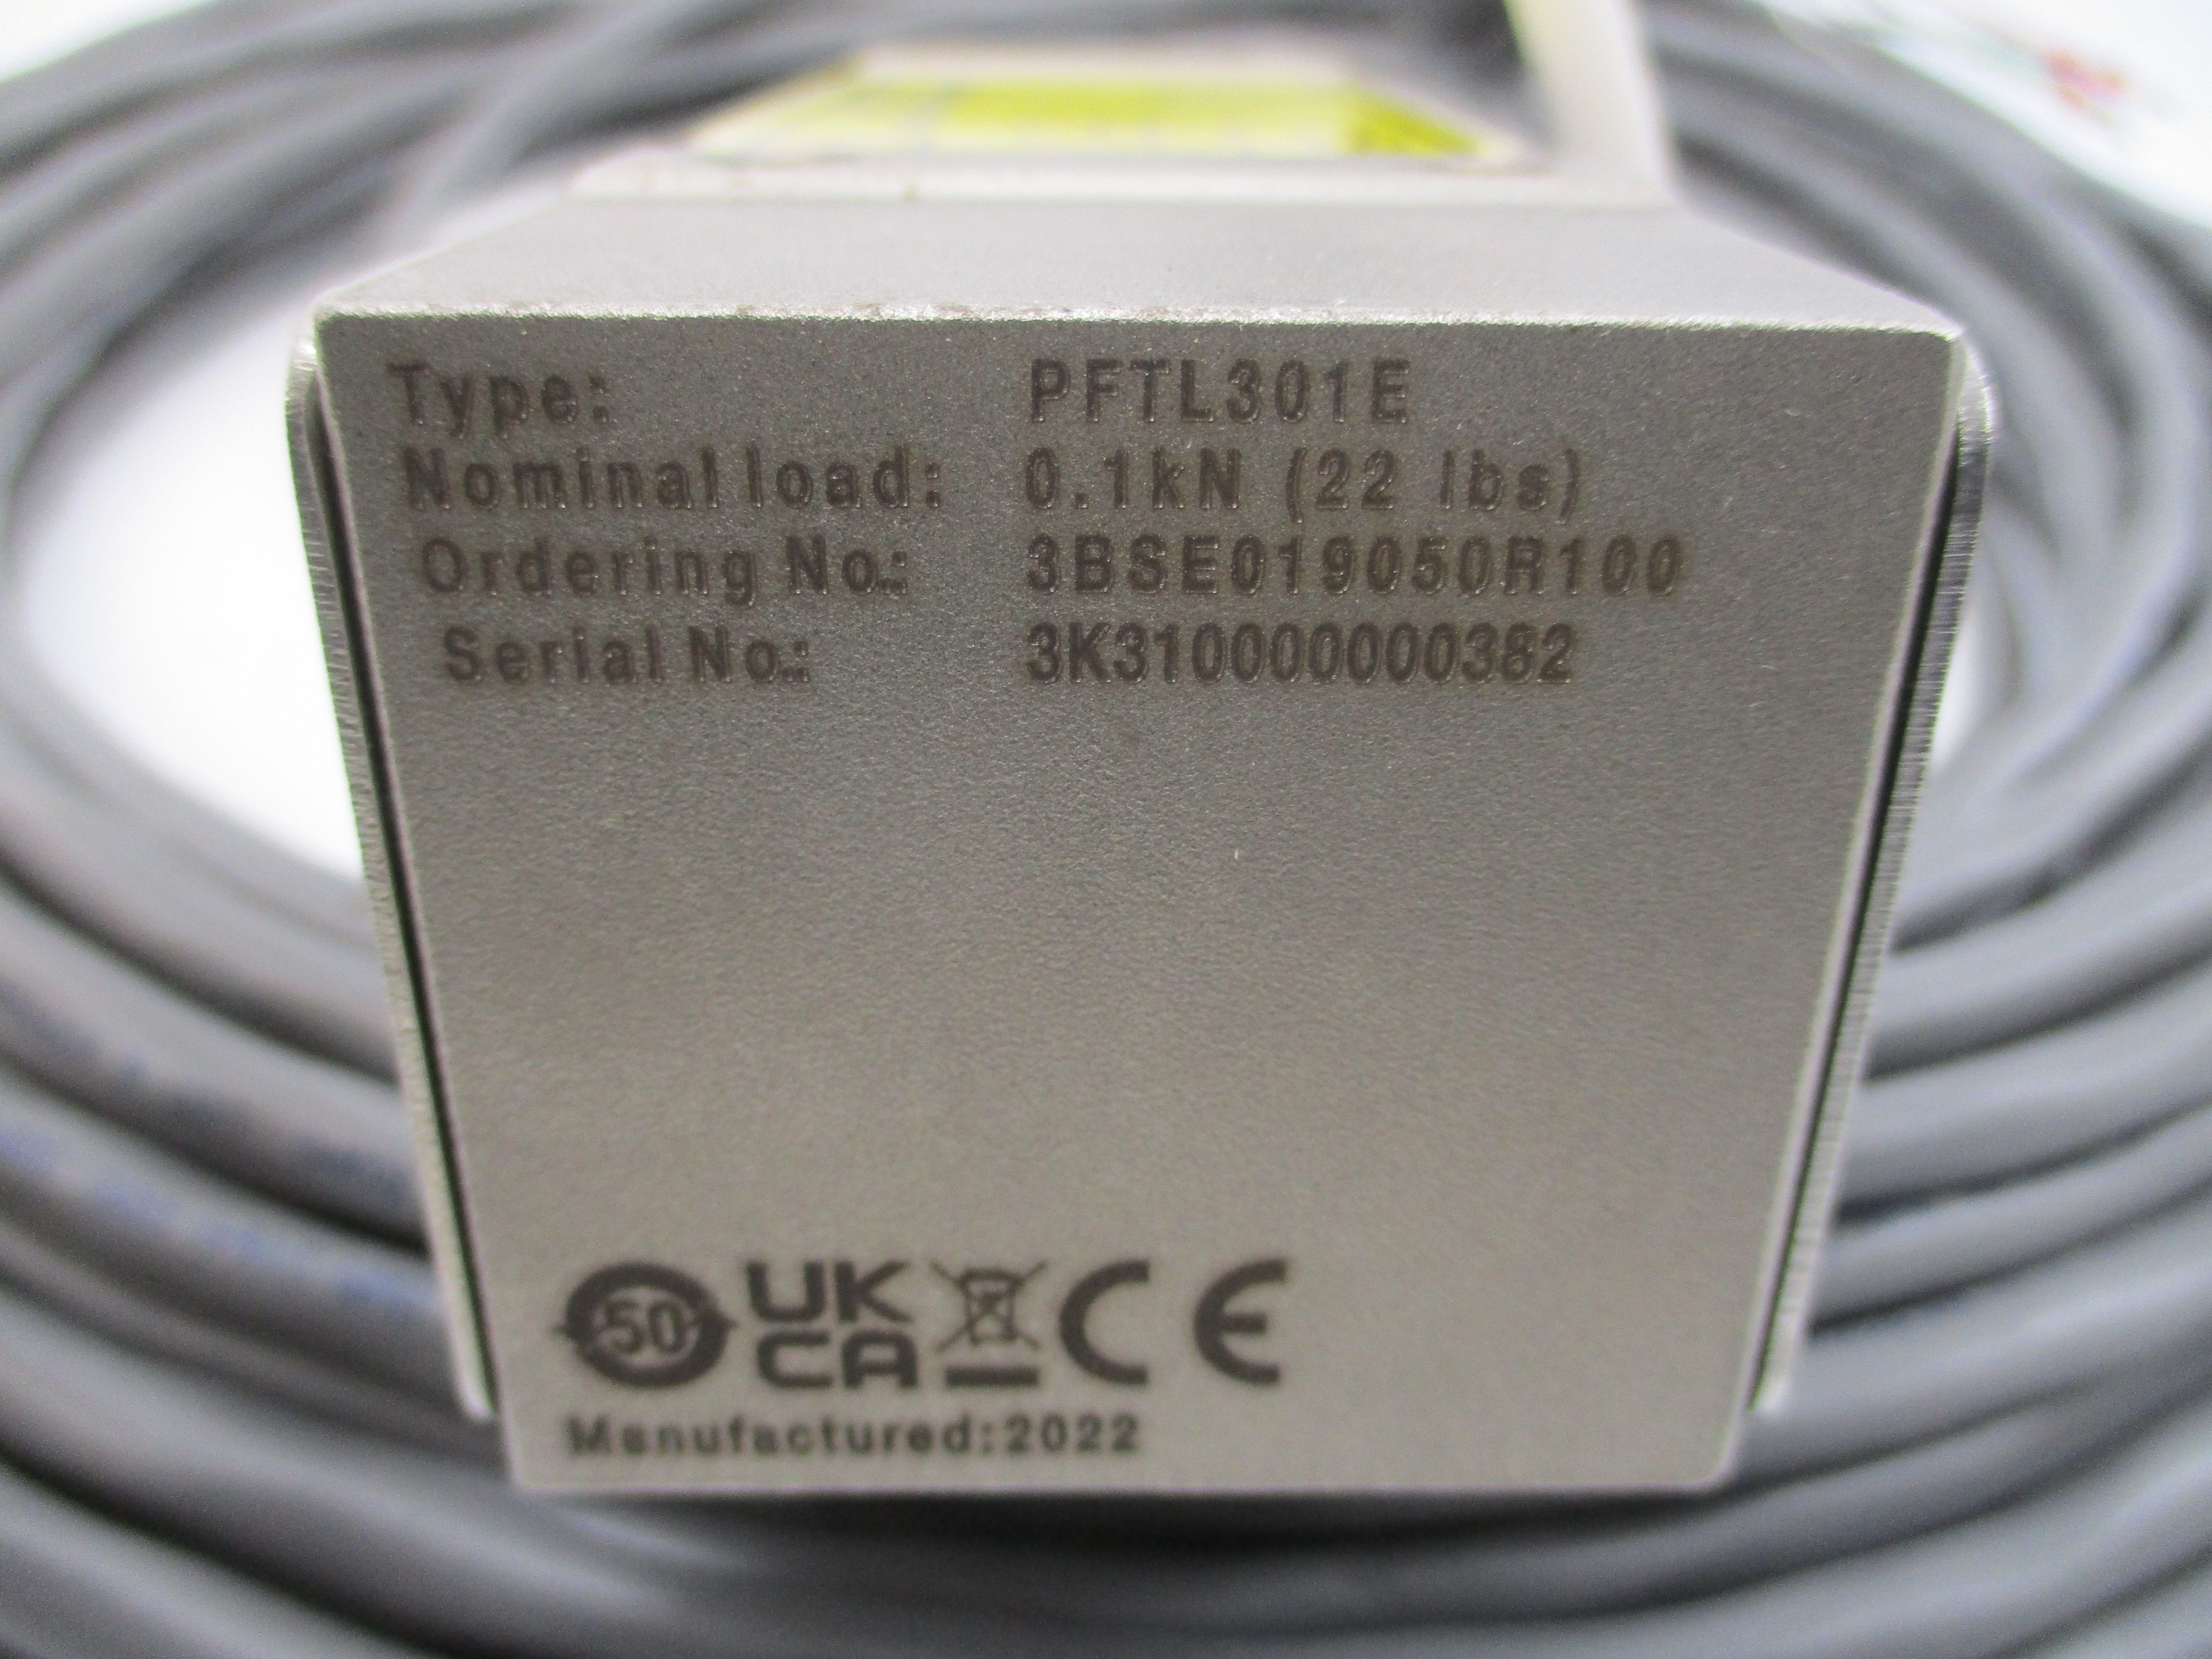 Type: PFTL301E
Nominal load: 0.1kN (22 lbs)
Ordering No.: 3BSE019050R100
Serial No.: 3K310000000382
50 UK CA CE
Manufactured:2022